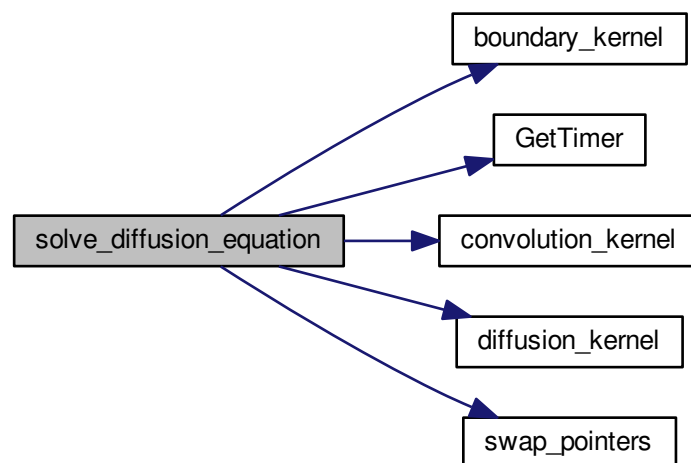 boundary_kernel
GetTimer
solve_diffusion_equation
convolution_kernel
diffusion_kernel
swap_pointers